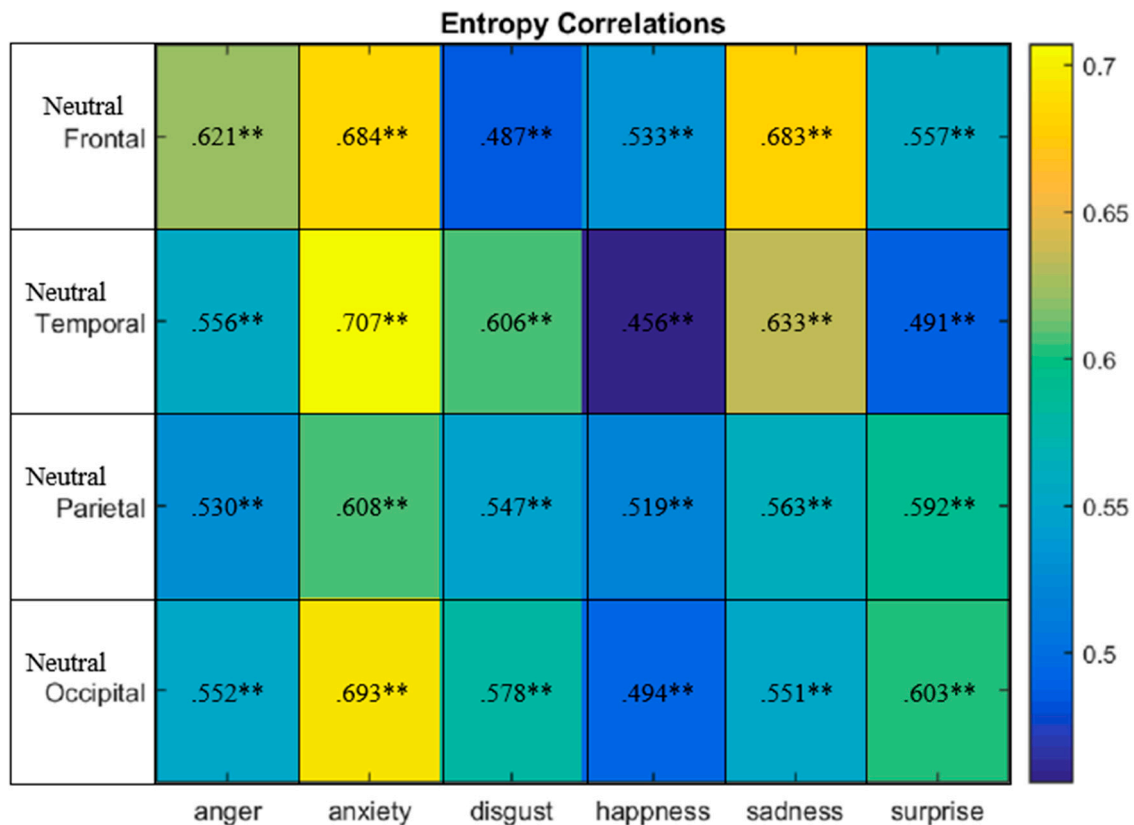 Entropy Correlations
Neutral
Frontal
.621** .684** .487** .533** .683** .557**
Neutral
Temporal
.556** .707** .606** .456** .633** .491**
Neutral
Parietal
.530** .608** .547** .519** .563** .592**
Neutral
Occipital
.552** .693** .578** .494** .551** .603**
anger anxiety disgust happness sadness surprise
0.7
0.65
0.6
0.55
0.5